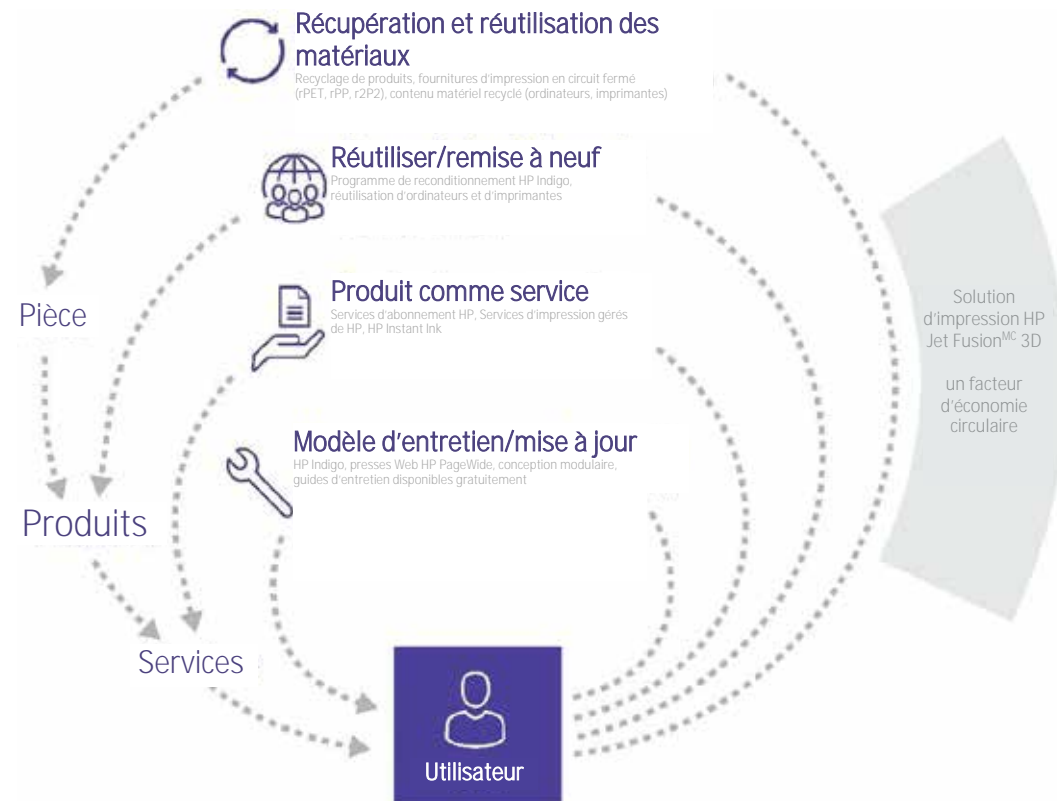 Récupération et réutilisation des
matériaux
Recyclage de produits, fournitures d'impression en circuit fermé
(rPET, rPP, r2P2), contenu matériel recyclé (ordinateurs, imprimantes)
Réutiliser/remise à neuf
Programme de reconditionnement HP Indigo,
réutilisation d'ordinateurs et d'imprimantes
Produit comme service
Services d'abonnement HP, Services d'impression gérés
de HP, HP Instant Ink
Modèle d'entretien/mise à jour
HP Indigo, presses Web HP PageWide, conception modulaire,
guides d'entretien disponibles gratuitement
Pièce
Produits
Services
Utilisateur
Solution
d'impression HP
Jet Fusion^MC 3D
un facteur
d'économie
circulaire